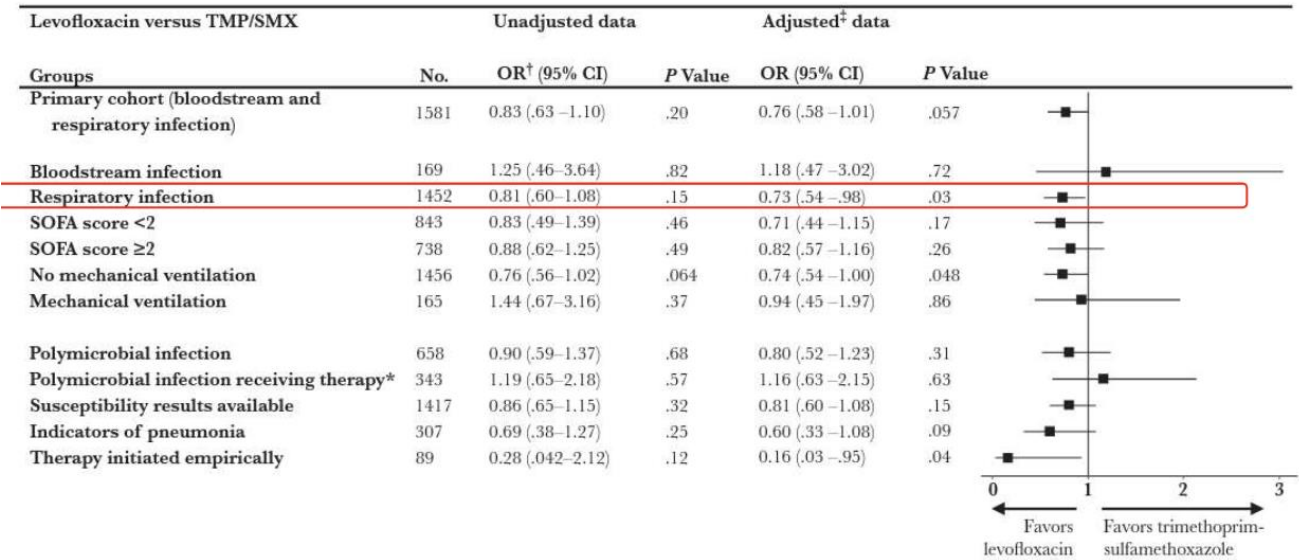 Levofloxacin versus TMP/SMX Unadjusted data Adjusted‡ data
Groups No. OR† (95% CI) P Value OR (95% CI) P Value
Primary cohort (bloodstream and
respiratory infection) 1581 0.83 (.63 –1.10) .20 0.76 (.58 –1.01) .057
Bloodstream infection 169 1.25 (.46–3.64) .82 1.18 (.47 –3.02) .72
Respiratory infection 1452 0.81 (.60–1.08) .15 0.73 (.54 –.98) .03
SOFA score <2 843 0.83 (.49–1.39) .46 0.71 (.44 –1.15) .17
SOFA score ≥2 738 0.88 (.62–1.25) .49 0.82 (.57 –1.16) .26
No mechanical ventilation 1456 0.76 (.56–1.02) .064 0.74 (.54 –1.00) .048
Mechanical ventilation 165 1.44 (.67–3.16) .37 0.94 (.45 –1.97) .86
Polymicrobial infection 658 0.90 (.59–1.37) .68 0.80 (.52 –1.23) .31
Polymicrobial infection receiving therapy* 343 1.19 (.65–2.18) .57 1.16 (.63 –2.15) .63
Susceptibility results available 1417 0.86 (.65–1.15) .32 0.81 (.60 –1.08) .15
Indicators of pneumonia 307 0.69 (.38–1.27) .25 0.60 (.33 –1.08) .09
Therapy initiated empirically 89 0.28 (.042–2.12) .12 0.16 (.03 –.95) .04
0 1 2 3
Favors Favors trimethoprim-
levofloxacin sulfamethoxazole